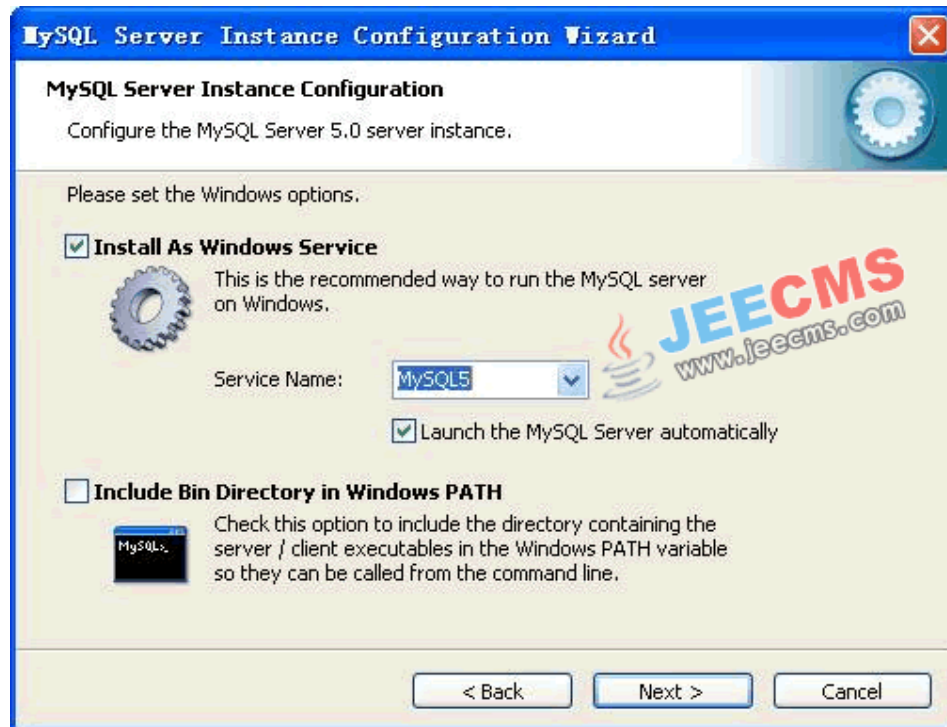 MySQL Server Instance Configuration Wizard
MySQL Server Instance Configuration
Configure the MySQL Server 5.0 server instance.
Please set the Windows options.
Install As Windows Service
This is the recommended way to run the MySQL server
on Windows.
JEECMS
www.jeecms.com
Service Name:
MySQL5
Launch the MySQL Server automatically
Include Bin Directory in Windows PATH
Check this option to include the directory containing the
server / client executables in the Windows PATH variable
so they can be called from the command line.
MySQL>_
< Back
Next >
Cancel